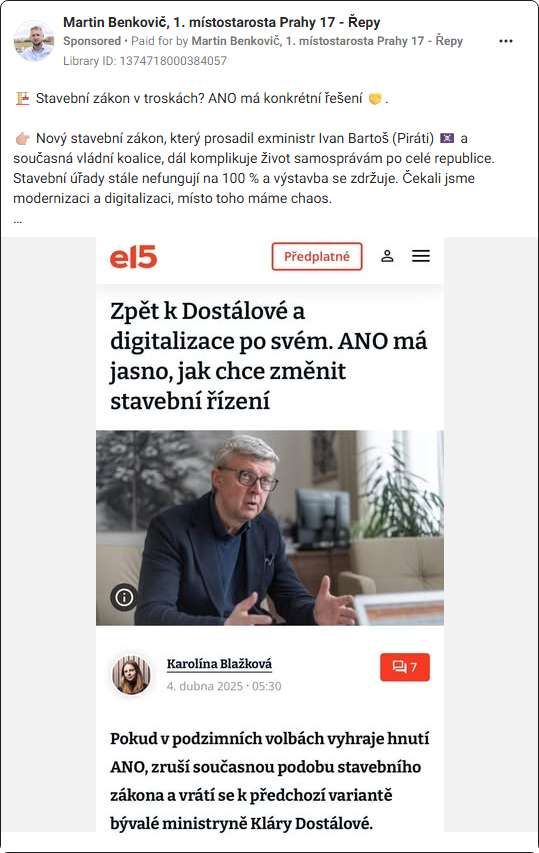 Martin Benkovič, 1. místostarosta Prahy 17 - Řepy
Sponsored • Paid for by Martin Benkovič, 1. místostarosta Prahy 17 - Řepy
Library ID: 1374718000384057
🏗️ Stavební zákon v troskách? ANO má konkrétní řešení 🤝.
👉🏼 Nový stavební zákon, který prosadil exministr Ivan Bartoš (Piráti) 🏴‍☠️ a
současná vládní koalice, dál komplikuje život samosprávám po celé republice.
Stavební úřady stále nefungují na 100 % a výstavba se zdržuje. Čekali jsme
modernizaci a digitalizaci, místo toho máme chaos.
...
e15
Předplatné
Zpět k Dostálové a
digitalizace po svém. ANO má
jasno, jak chce změnit
stavební řízení
Karolína Blažková
4. dubna 2025 • 05:30
7
Pokud v podzimních volbách vyhraje hnutí
ANO, zruší současnou podobu stavebního
zákona a vrátí se k předchozí variantě
bývalé ministryně Kláry Dostálové.